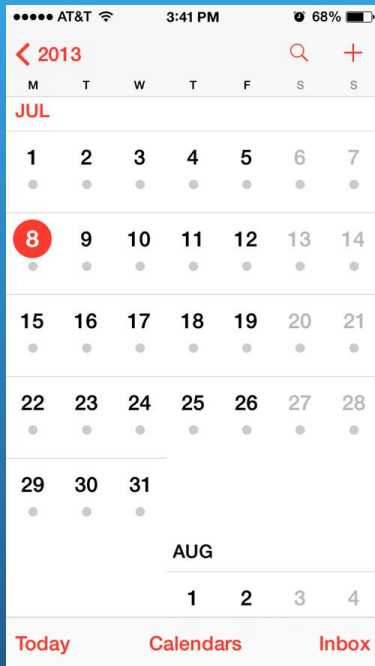 AT&T 3:41 PM 68%
2013
M T W T F S S
JUL
1 2 3 4 5 6 7
8 9 10 11 12 13 14
15 16 17 18 19 20 21
22 23 24 25 26 27 28
29 30 31
AUG
1 2 3 4
Today Calendars Inbox